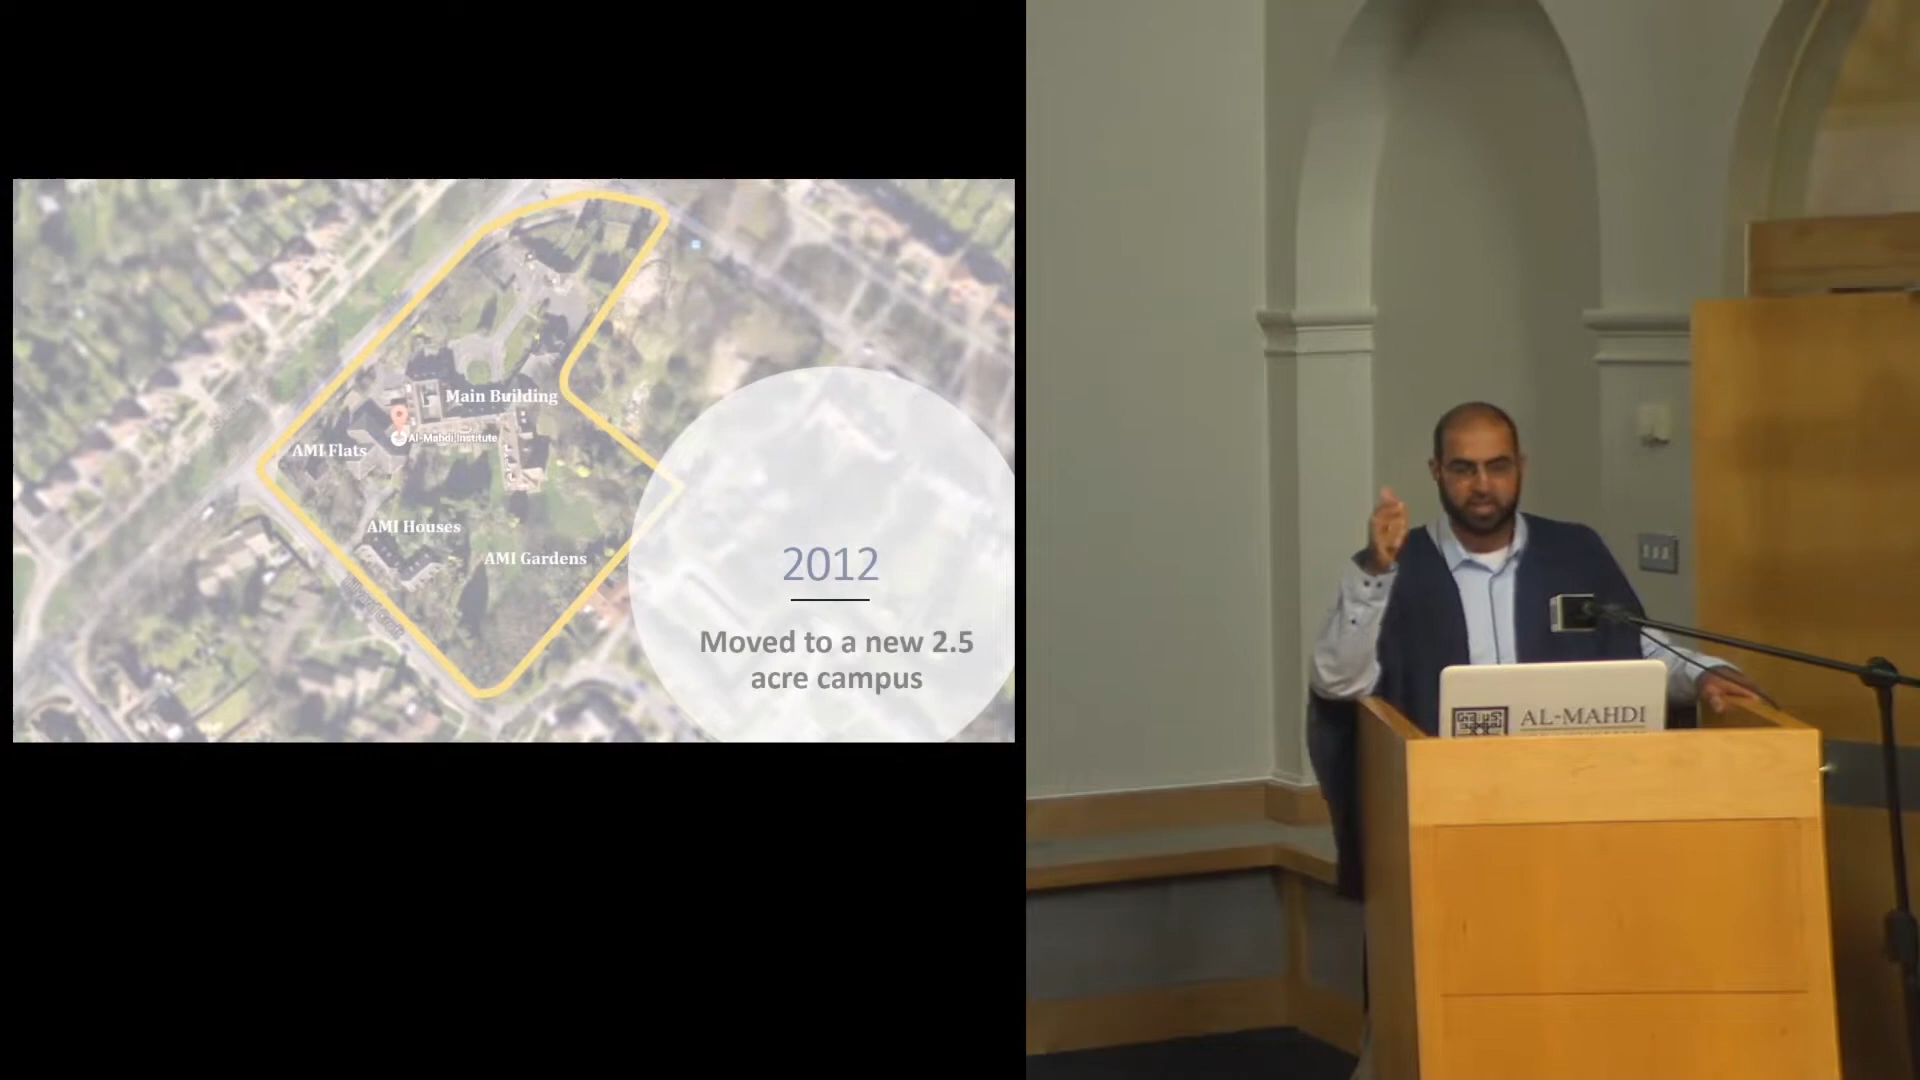 Main Building
Al-Mahdi Institute
AMI Flats
AMI Houses
AMI Gardens
2012
Moved to a new 2.5
acre campus
AL-MAHDI